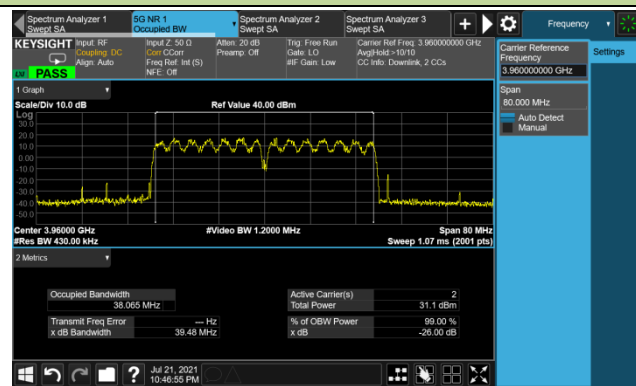 Spectrum Analyzer 1
Swept SA
5G NR 1
Occupied BW
Spectrum Analyzer 2
Swept SA
Spectrum Analyzer 3
Swept SA
Frequency
KEYSIGHT
Input: RF
Coupling: DC
Align: Auto
Input Z: 50 Ω
Corr CCorr
Freq Ref: Int (S)
NFE: Off
Atten: 20 dB
Preamp: Off
Trig: Free Run
Gate: LO
#IF Gain: Low
Carrier Ref Freq: 3.960000000 GHz
Avg|Hold:>10/10
CC Info: Downlink, 2 CCs
LV PASS
Carrier Reference
Frequency
3.960000000 GHz
Settings
Span
80.000 MHz
Auto Detect
Manual
1 Graph
Scale/Div 10.0 dB
Ref Value 40.00 dBm
Log
30.0
20.0
10.0
0.00
-10.0
-20.0
-30.0
-40.0
-50.0
Center 3.96000 GHz
#Video BW 1.2000 MHz
Span 80 MHz
#Res BW 430.00 kHz
Sweep 1.07 ms (2001 pts)
2 Metrics
Occupied Bandwidth
38.065 MHz
Active Carrier(s) 2
Total Power 31.1 dBm
Transmit Freq Error --- Hz
x dB Bandwidth 39.48 MHz
% of OBW Power 99.00 %
x dB -26.00 dB
Jul 21, 2021
10:46:55 PM